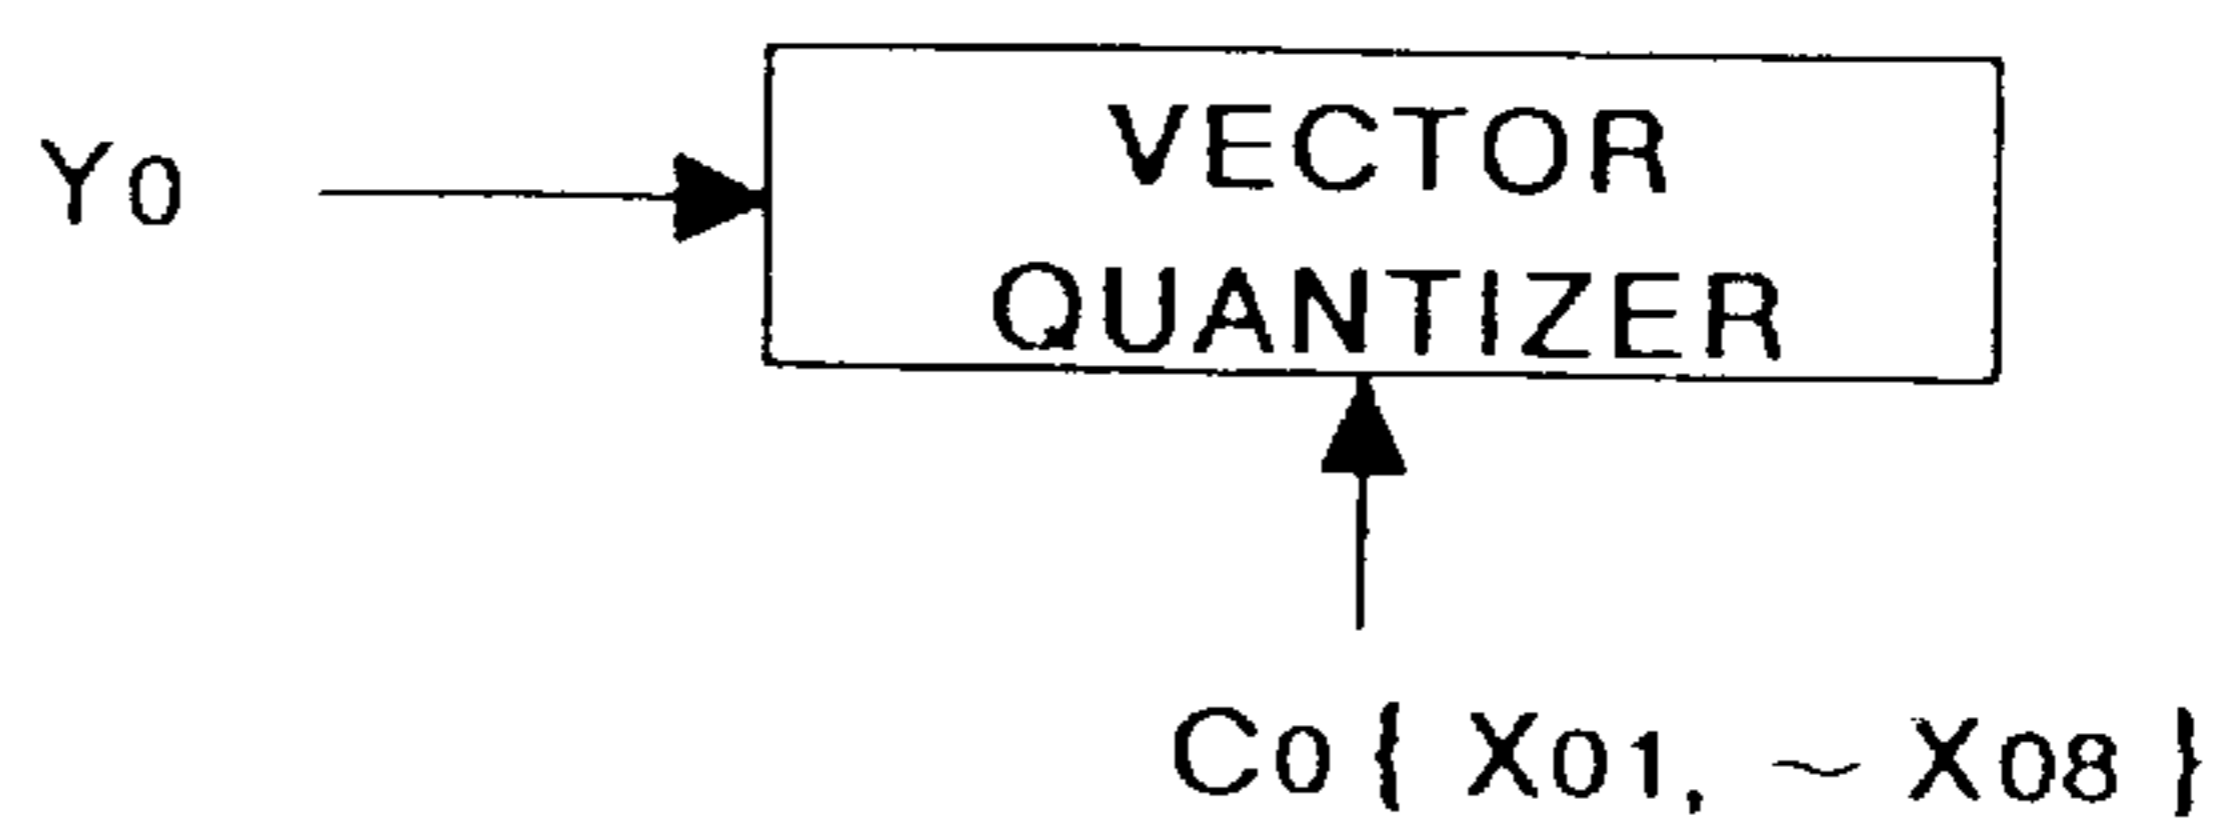 Y0
VECTOR
QUANTIZER
C0 { X01, ~ X08 }